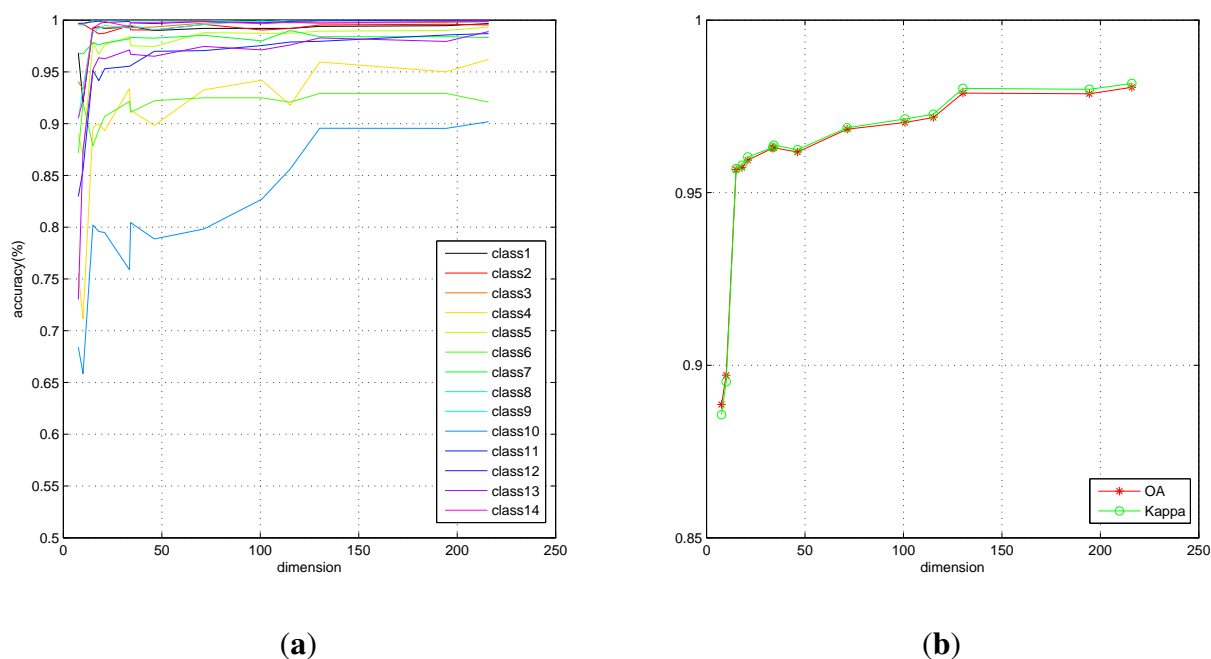 1
0.95
0.9
0.85
0.8
0.75
0.7
0.65
0.6
0.55
0.5
accuracy(%)
0
50
100
150
200
250
dimension
class1
class2
class3
class4
class5
class6
class7
class8
class9
class10
class11
class12
class13
class14
(a)
1
0.95
0.9
0.85
0
50
100
150
200
250
dimension
OA
Kappa
(b)